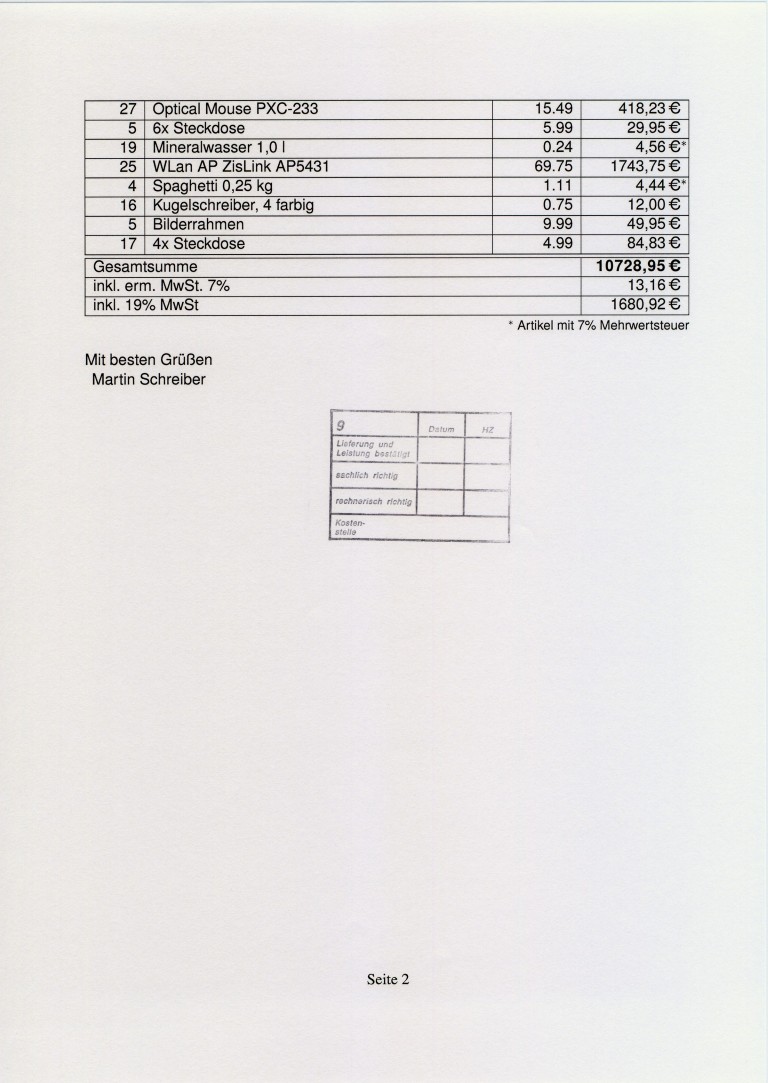 27 Optical Mouse PXC-233 15.49 418,23 €
5 6x Steckdose 5.99 29,95 €
19 Mineralwasser 1,0 l 0.24 4,56 €*
25 WLan AP ZisLink AP5431 69.75 1743,75 €
4 Spaghetti 0,25 kg 1.11 4,44 €*
16 Kugelschreiber, 4 farbig 0.75 12,00 €
5 Bilderrahmen 9.99 49,95 €
17 4x Steckdose 4.99 84,83 €
Gesamtsumme 10728,95 €
inkl. erm. MwSt. 7% 13,16 €
inkl. 19% MwSt 1680,92 €
* Artikel mit 7% Mehrwertsteuer
Mit besten Grüßen
Martin Schreiber
9 Datum HZ
Lieferung und
Leistung bestätigt
sachlich richtig
rechnerisch richtig
Kosten-
stelle
Seite 2